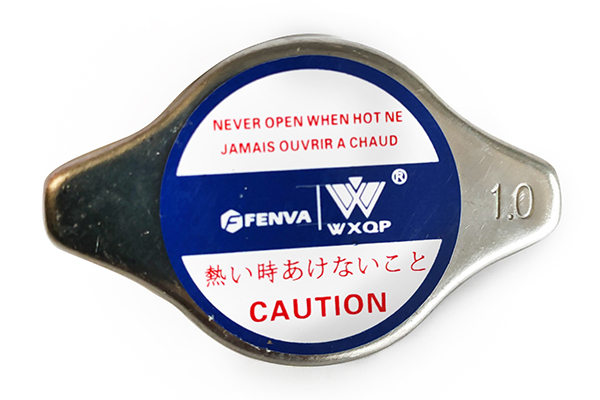 NEVER OPEN WHEN HOT NE
JAMAIS OUVRIR A CHAUD
FENVA
W
®
WXQP
1.0
熱い時あけないこと
CAUTION